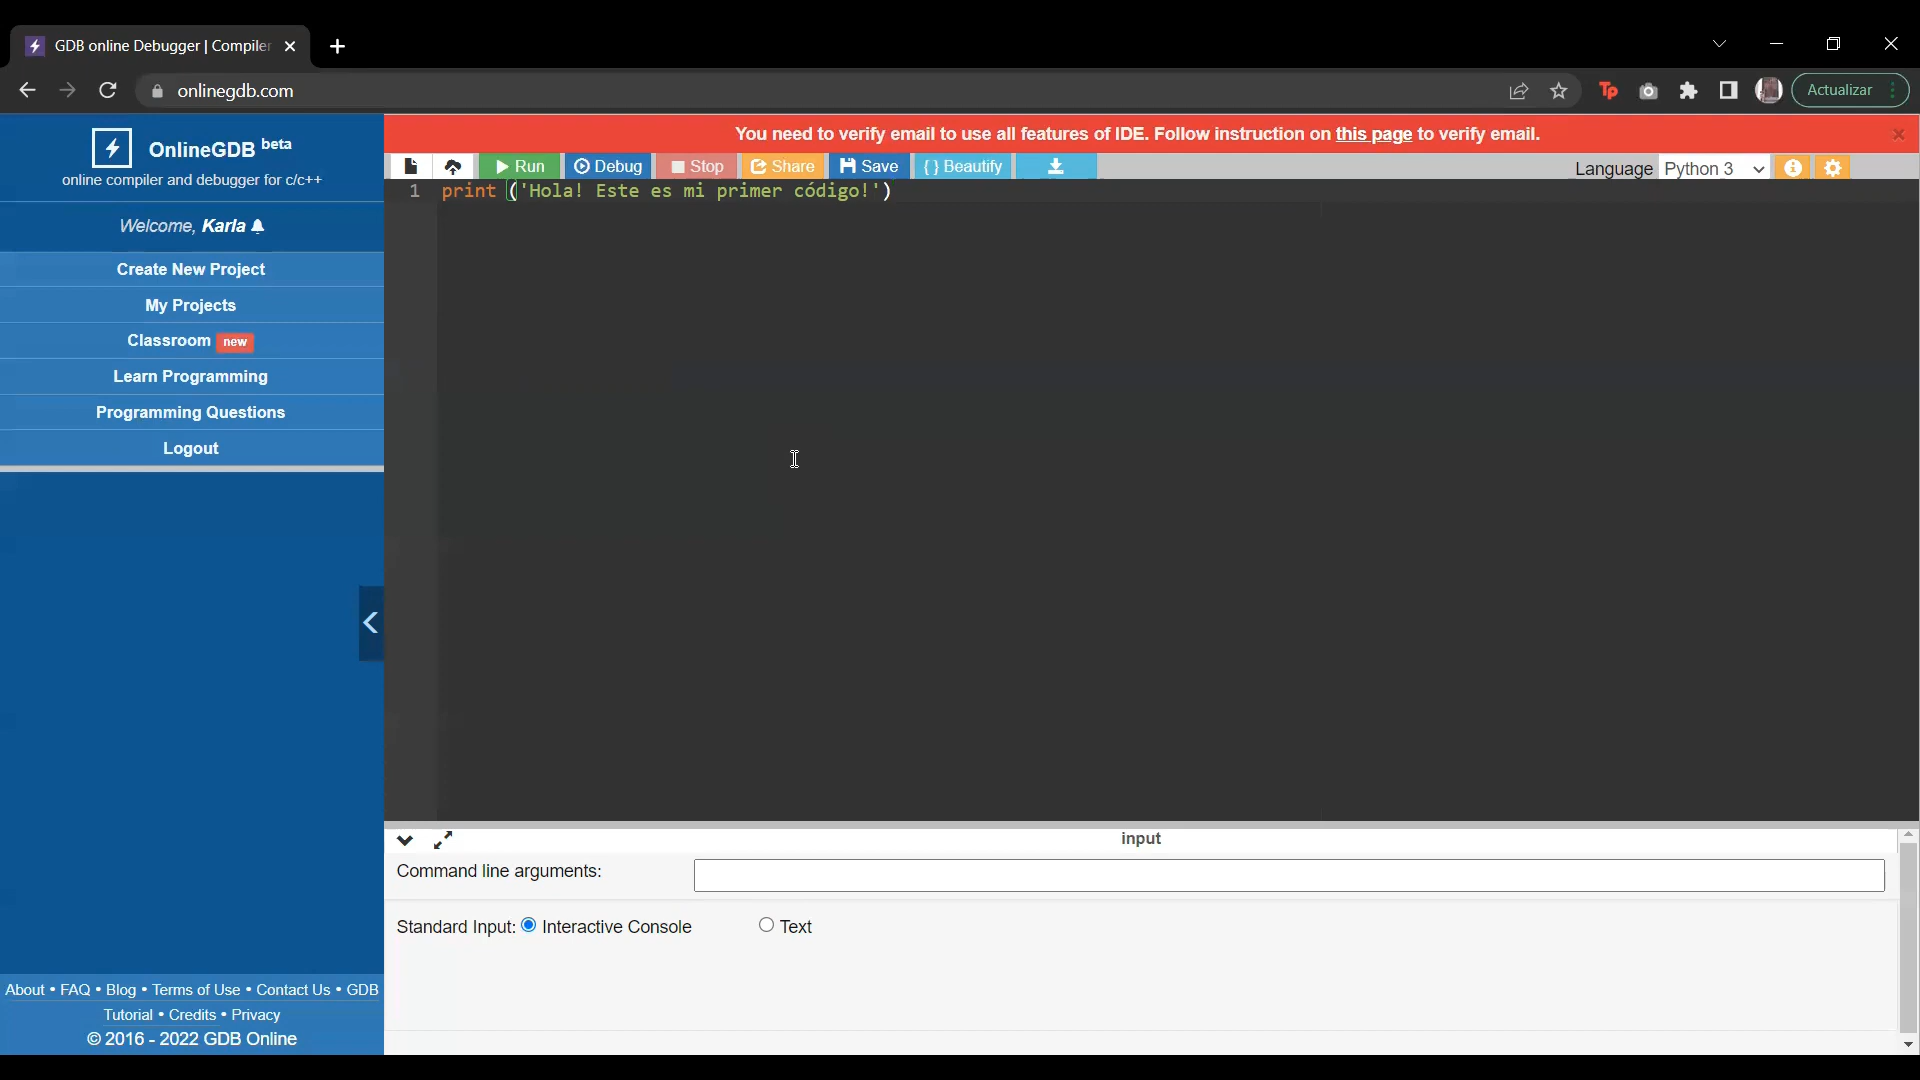 GDB online Debugger | Compiler
onlinegdb.com
Actualizar
OnlineGDB beta
online compiler and debugger for c/c++
Welcome, Karla
Create New Project
My Projects
Classroom new
Learn Programming
Programming Questions
Logout
About • FAQ • Blog • Terms of Use • Contact Us • GDB
Tutorial • Credits • Privacy
© 2016 - 2022 GDB Online
You need to verify email to use all features of IDE. Follow instruction on this page to verify email.
Run Debug Stop Share Save { } Beautify Language Python 3
1 print ('Hola! Este es mi primer código!')
input
Command line arguments:
Standard Input: Interactive Console Text